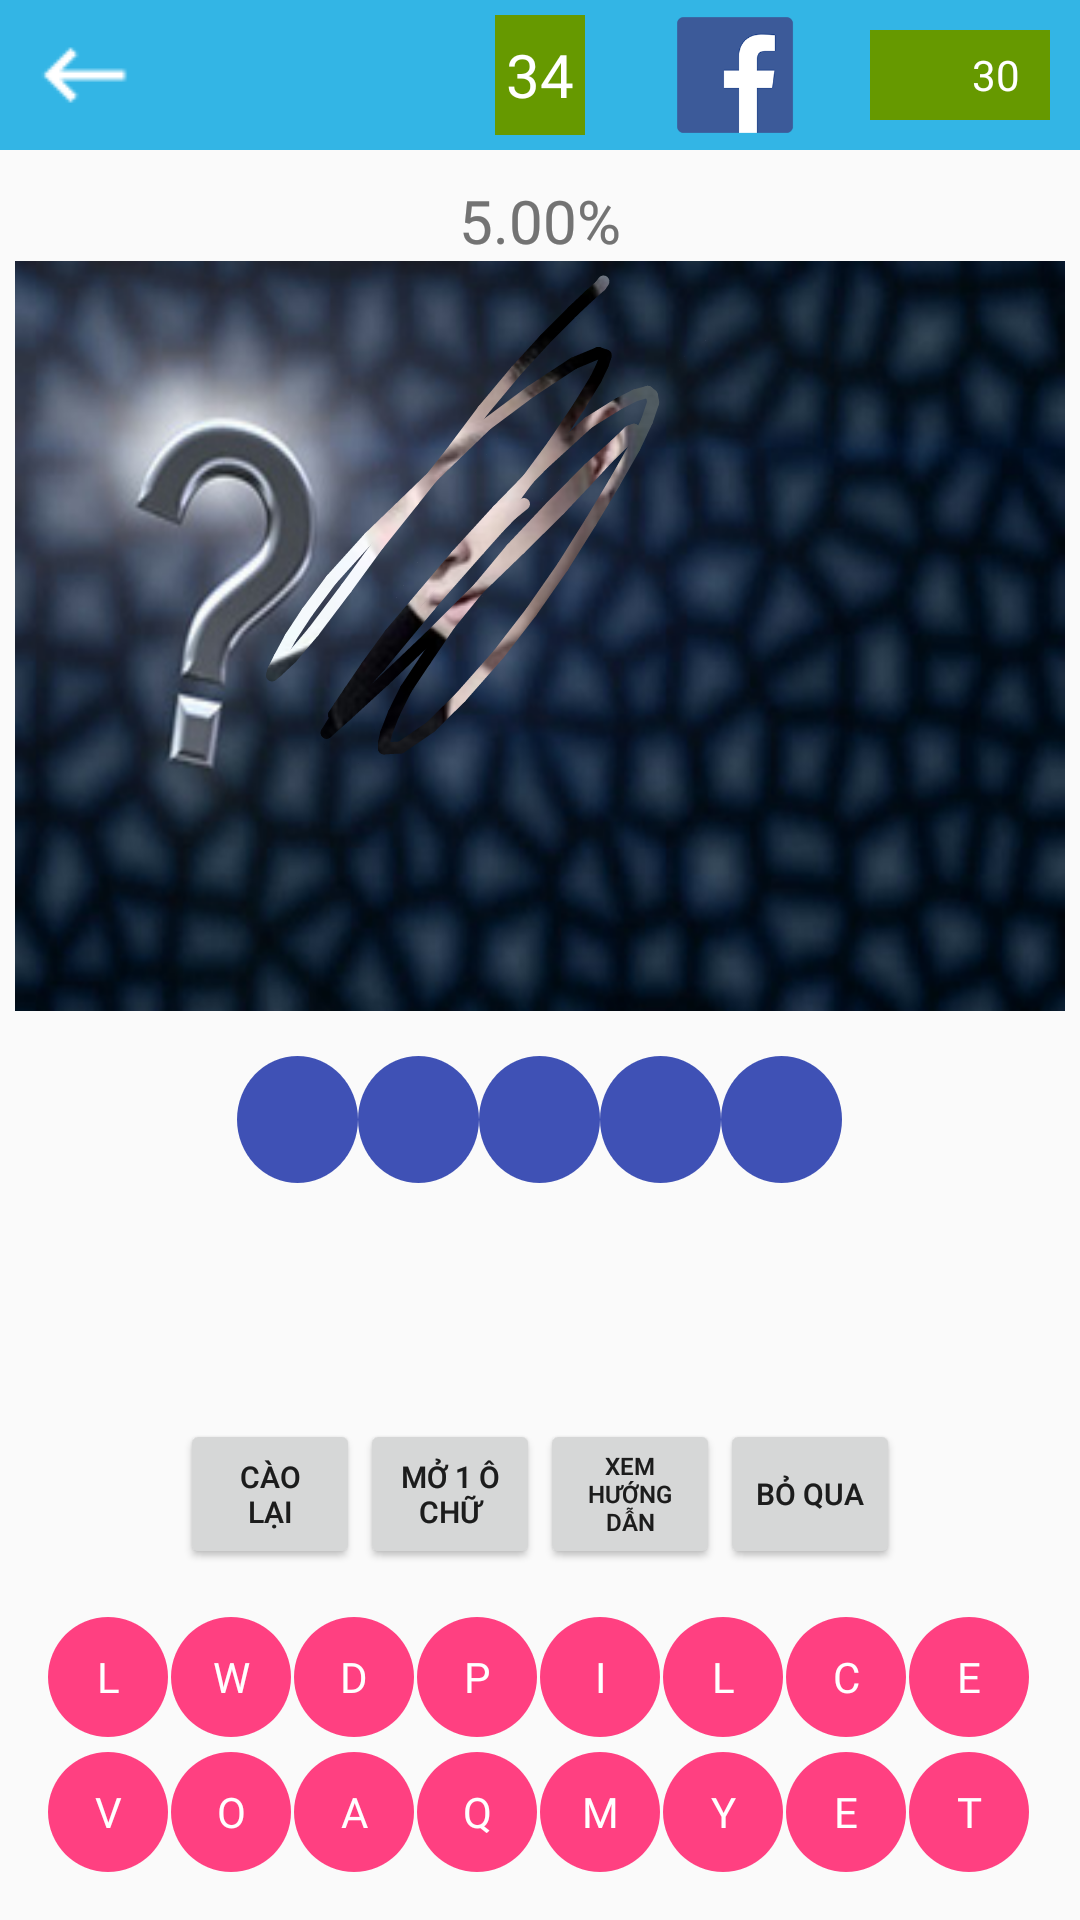 34
f
30
5.00%
?
CÀO LẠI
MỞ 1 Ô CHỮ
XEM HƯỚNG DẪN
BỎ QUA
L W D P I L C E
V O A Q M Y E T